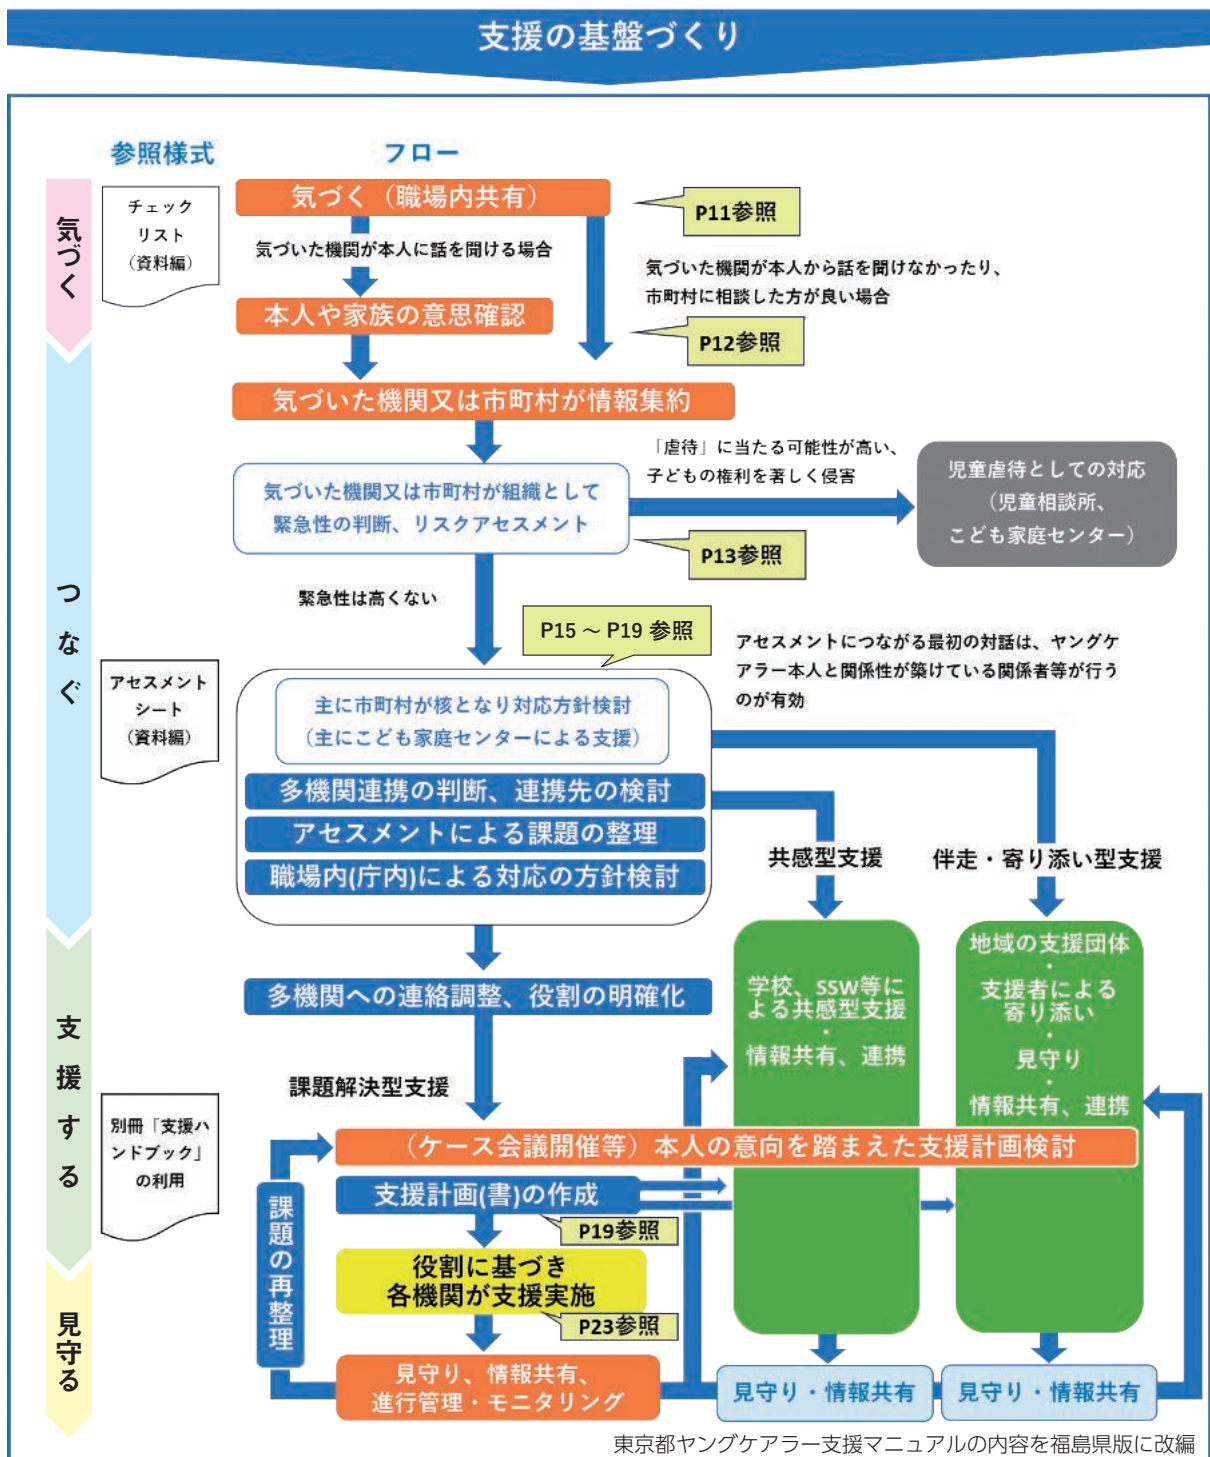 支援の基盤づくり
参照様式
フロー
気づく
チェック
リスト
（資料編）
気づく（職場内共有）
P11参照
気づいた機関が本人に話を聞ける場合
気づいた機関が本人から話を聞けなかったり、
市町村に相談した方が良い場合
本人や家族の意思確認
P12参照
つなぐ
気づいた機関又は市町村が情報集約
「虐待」に当たる可能性が高い、
子どもの権利を著しく侵害
気づいた機関又は市町村が組織として
緊急性の判断、リスクアセスメント
児童虐待としての対応
（児童相談所、
こども家庭センター）
P13参照
緊急性は高くない
P15 ～ P19 参照
アセスメントにつながる最初の対話は、ヤングケ
アラー本人と関係性が築けている関係者等が行う
のが有効
アセスメント
シート
（資料編）
主に市町村が核となり対応方針検討
（主にこども家庭センターによる支援）
多機関連携の判断、連携先の検討
アセスメントによる課題の整理
職場内(庁内)による対応の方針検討
共感型支援
伴走・寄り添い型支援
支援する
多機関への連絡調整、役割の明確化
学校、SSW等に
よる共感型支援
・
情報共有、連携
地域の支援団体
・
支援者による
寄り添い
・
見守り
・
情報共有、連携
課題解決型支援
別冊「支援ハ
ンドブック」
の利用
（ケース会議開催等）本人の意向を踏まえた支援計画検討
課題の再整理
支援計画(書)の作成
P19参照
役割に基づき
各機関が支援実施
P23参照
見守る
見守り、情報共有、
進行管理・モニタリング
見守り・情報共有
見守り・情報共有
東京都ヤングケアラー支援マニュアルの内容を福島県版に改編